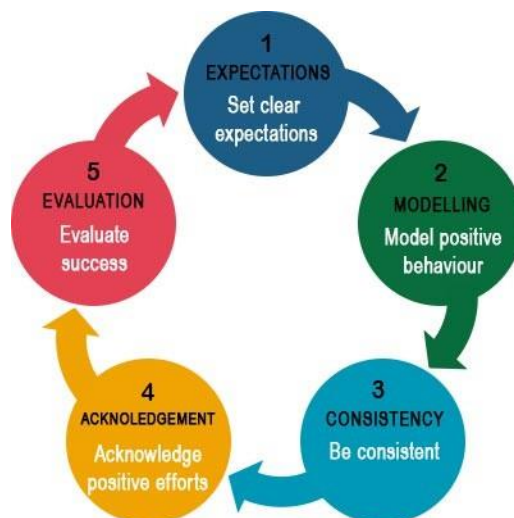 1
EXPECTATIONS
Set clear
expectations
2
MODELLING
Model positive
behaviour
3
CONSISTENCY
Be consistent
4
ACKNOLEDGEMENT
Acknowledge
positive efforts
5
EVALUATION
Evaluate
success